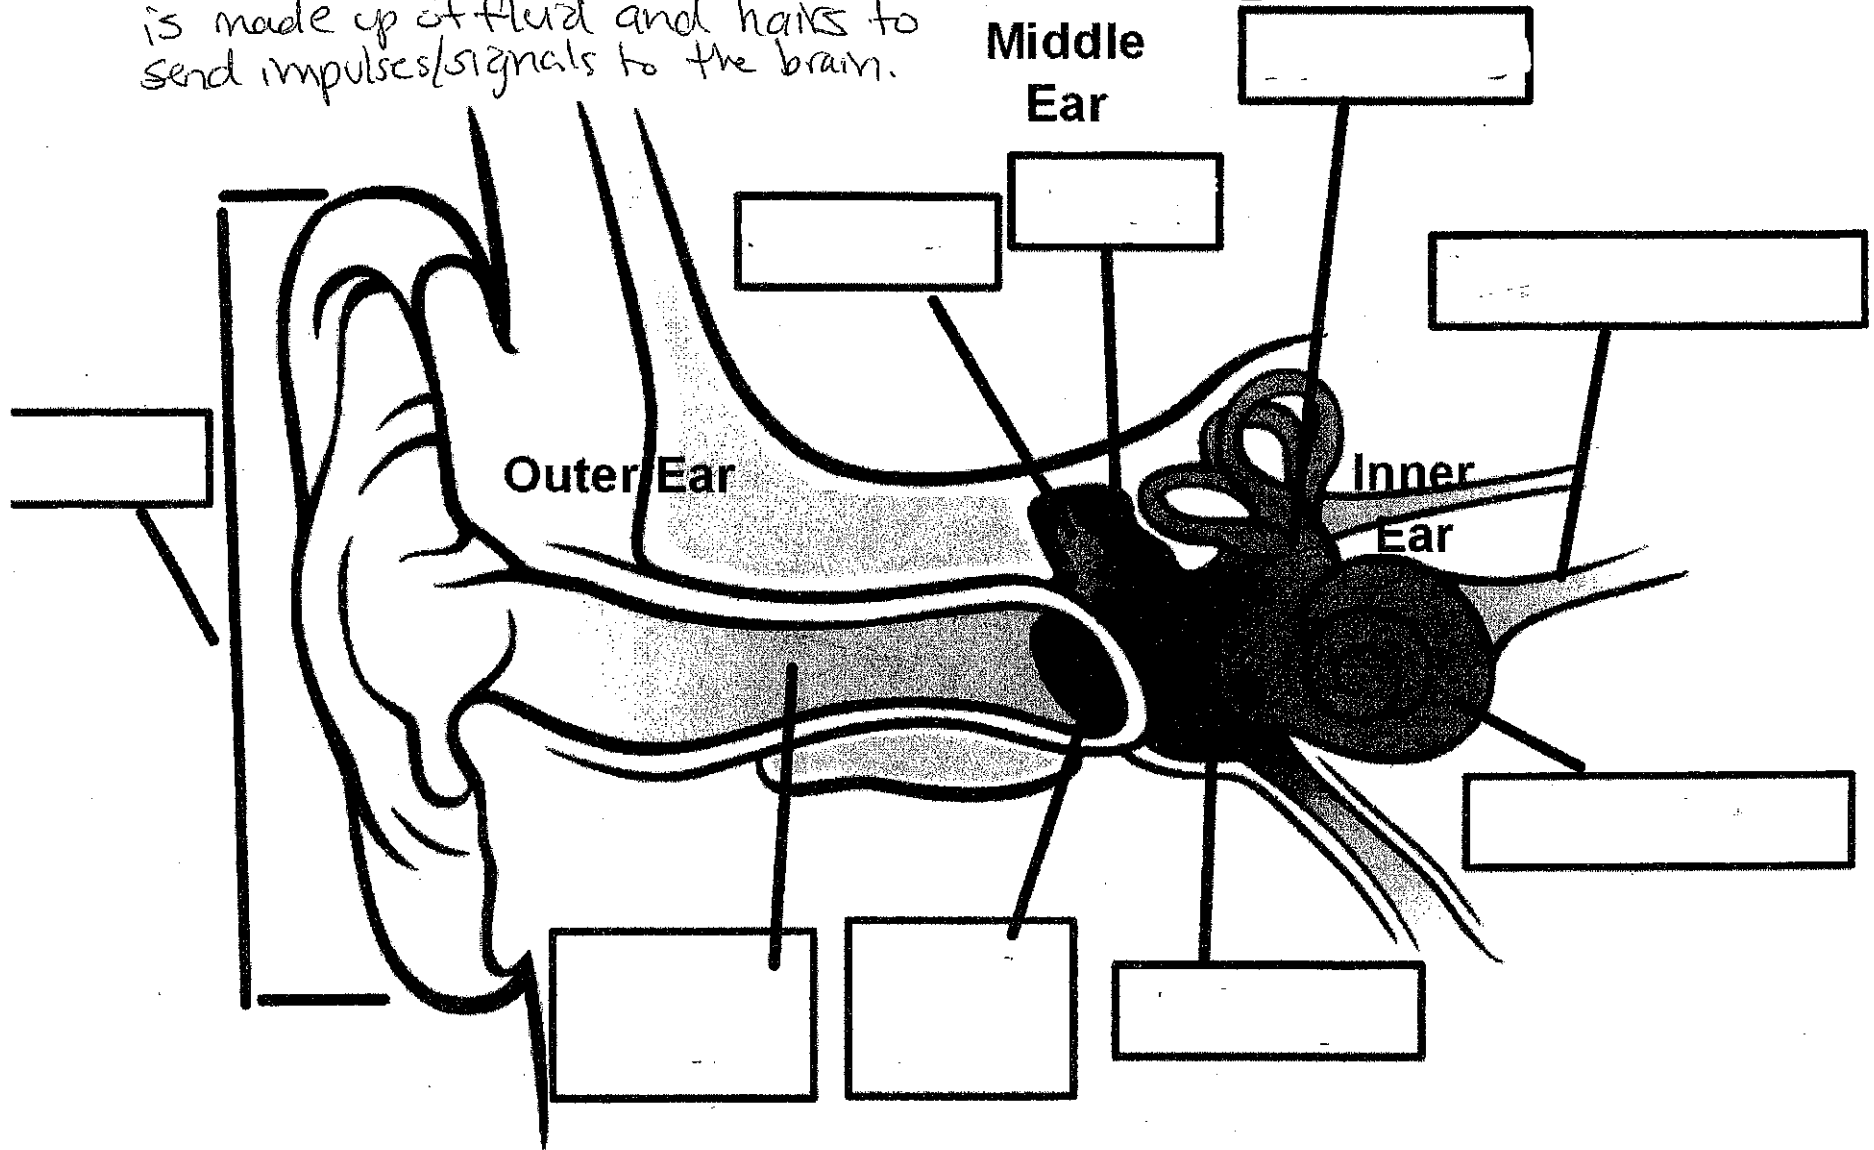 is made up of fluid and hairs to
send impulses/signals to the brain.
Middle
Ear
Outer Ear
Inner
Ear